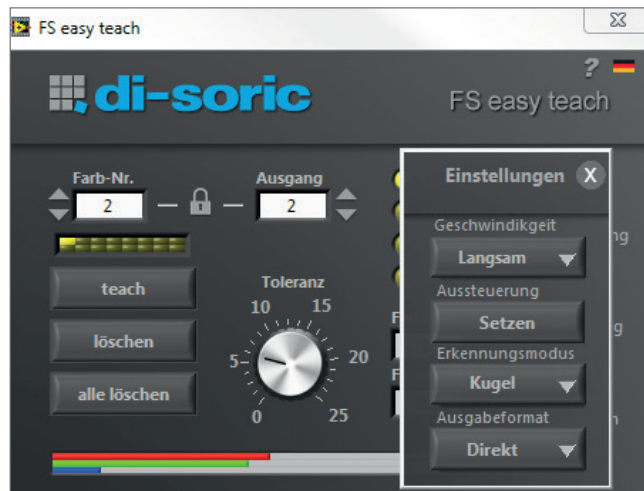 FS easy teach
X
di-soric
?
FS easy teach
Farb-Nr.
Ausgang
2
2
teach
löschen
alle löschen
Toleranz
0
5
10
15
20
25
Einstellungen X
Geschwindikgeit
Langsam
Aussteuerung
Setzen
Erkennungsmodus
Kugel
Ausgabeformat
Direkt
ng
F
g
F
n